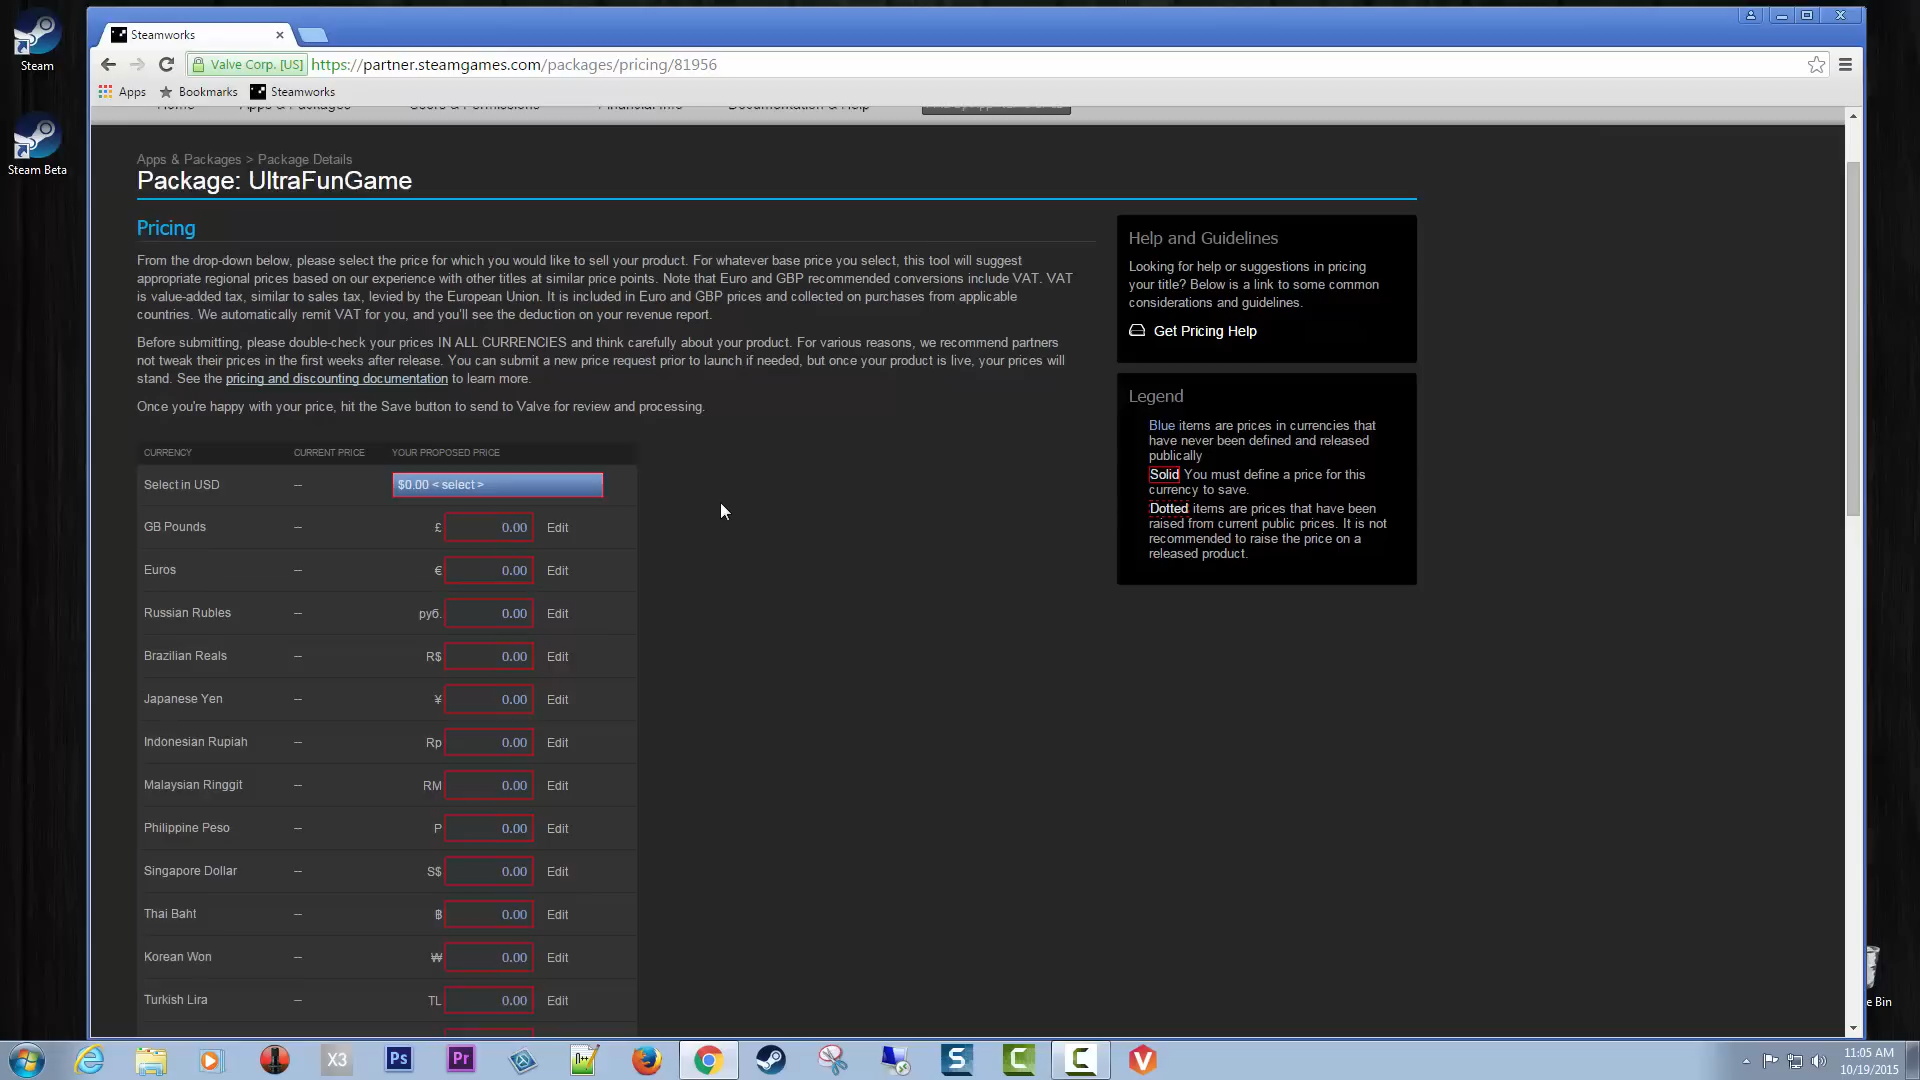 Steam
Steam Beta
Steamworks
Valve Corp. [US] https://partner.steamgames.com/packages/pricing/81956
Apps Bookmarks Steamworks
Home Apps & Packages Users & Permissions Financial Info Documentation & Help
Apps & Packages > Package Details
Package: UltraFunGame
Pricing
From the drop-down below, please select the price for which you would like to sell your product. For whatever base price you select, this tool will suggest
appropriate regional prices based on our experience with other titles at similar price points. Note that Euro and GBP recommended conversions include VAT. VAT
is value-added tax, similar to sales tax, levied by the European Union. It is included in Euro and GBP prices and collected on purchases from applicable
countries. We automatically remit VAT for you, and you'll see the deduction on your revenue report.
Before submitting, please double-check your prices IN ALL CURRENCIES and think carefully about your product. For various reasons, we recommend partners
not tweak their prices in the first weeks after release. You can submit a new price request prior to launch if needed, but once your product is live, your prices will
stand. See the pricing and discounting documentation to learn more.
Once you're happy with your price, hit the Save button to send to Valve for review and processing.
CURRENCY CURRENT PRICE YOUR PROPOSED PRICE
Select in USD -- $0.00 < select >
GB Pounds -- £ 0.00 Edit
Euros -- € 0.00 Edit
Russian Rubles -- руб. 0.00 Edit
Brazilian Reals -- R$ 0.00 Edit
Japanese Yen -- ¥ 0.00 Edit
Indonesian Rupiah -- Rp 0.00 Edit
Malaysian Ringgit -- RM 0.00 Edit
Philippine Peso -- P 0.00 Edit
Singapore Dollar -- S$ 0.00 Edit
Thai Baht -- ฿ 0.00 Edit
Korean Won -- ₩ 0.00 Edit
Turkish Lira -- TL 0.00 Edit
Help and Guidelines
Looking for help or suggestions in pricing
your title? Below is a link to some common
considerations and guidelines.
Get Pricing Help
Legend
Blue items are prices in currencies that
have never been defined and released
publically
Solid You must define a price for this
currency to save.
Dotted items are prices that have been
raised from current public prices. It is not
recommended to raise the price on a
released product.
e Bin
X3 Ps Pr S C C V
11:05 AM
10/19/2015